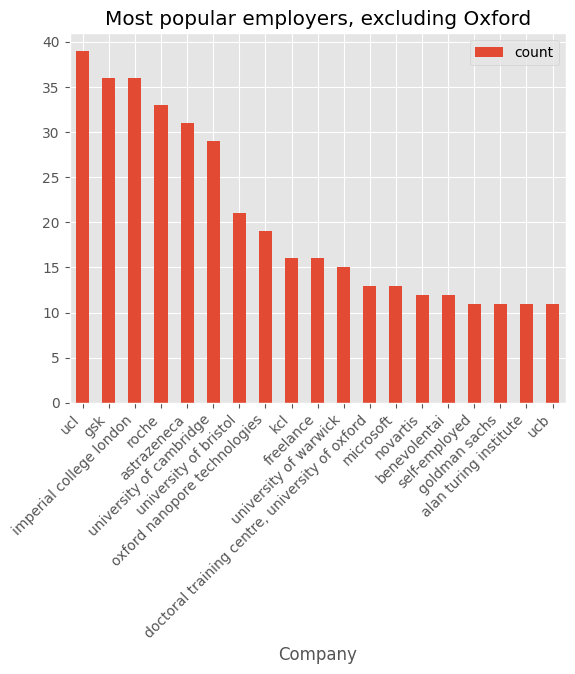 Most popular employers, excluding Oxford
count
40
35
30
25
20
15
10
5
0
ucl
gsk
imperial college london
roche
astrazeneca
university of cambridge
university of bristol
oxford nanopore technologies
kcl
freelance
university of warwick
doctoral training centre, university of oxford
microsoft
novartis
benevolentai
self-employed
goldman sachs
alan turing institute
ucb
Company